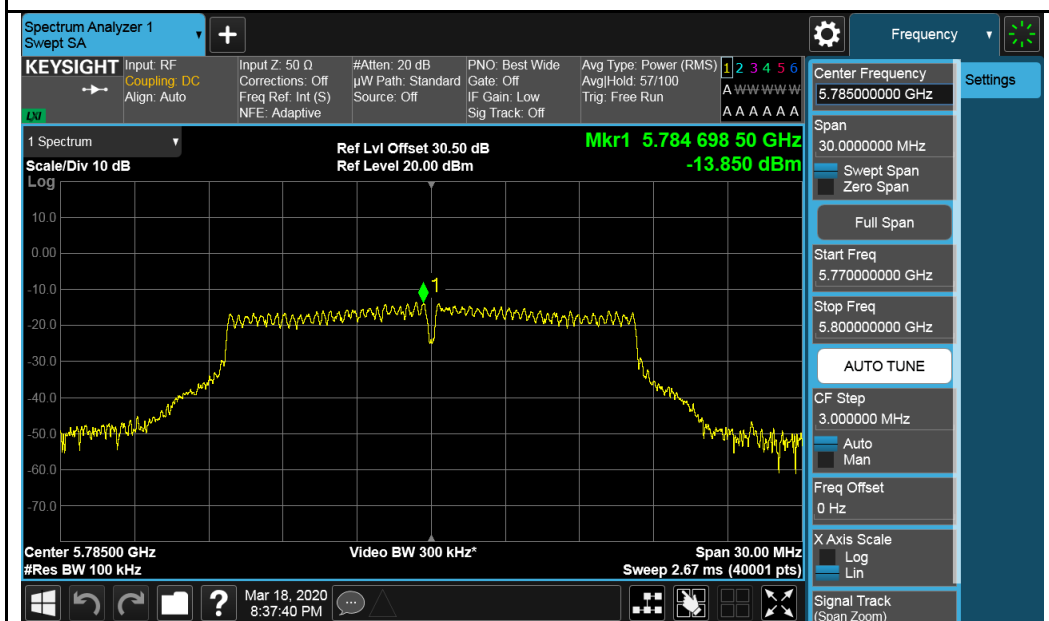 Spectrum Analyzer 1
Swept SA
+
Frequency
KEYSIGHT
Input: RF
Coupling: DC
Align: Auto
Input Z: 50 Ω
Corrections: Off
Freq Ref: Int (S)
NFE: Adaptive
#Atten: 20 dB
µW Path: Standard
Source: Off
PNO: Best Wide
Gate: Off
IF Gain: Low
Sig Track: Off
Avg Type: Power (RMS)
Avg|Hold: 57/100
Trig: Free Run
1 2 3 4 5 6
A W W W W W
A A A A A A
LXI
1 Spectrum
Scale/Div 10 dB
Log
Ref Lvl Offset 30.50 dB
Ref Level 20.00 dBm
Mkr1 5.784 698 50 GHz
-13.850 dBm
10.0
0.00
-10.0
-20.0
-30.0
-40.0
-50.0
-60.0
-70.0
1
Center 5.78500 GHz
#Res BW 100 kHz
Video BW 300 kHz*
Span 30.00 MHz
Sweep 2.67 ms (40001 pts)
?
Mar 18, 2020
8:37:40 PM
Center Frequency
5.785000000 GHz
Settings
Span
30.0000000 MHz
Swept Span
Zero Span
Full Span
Start Freq
5.770000000 GHz
Stop Freq
5.800000000 GHz
AUTO TUNE
CF Step
3.000000 MHz
Auto
Man
Freq Offset
0 Hz
X Axis Scale
Log
Lin
Signal Track
(Span Zoom)